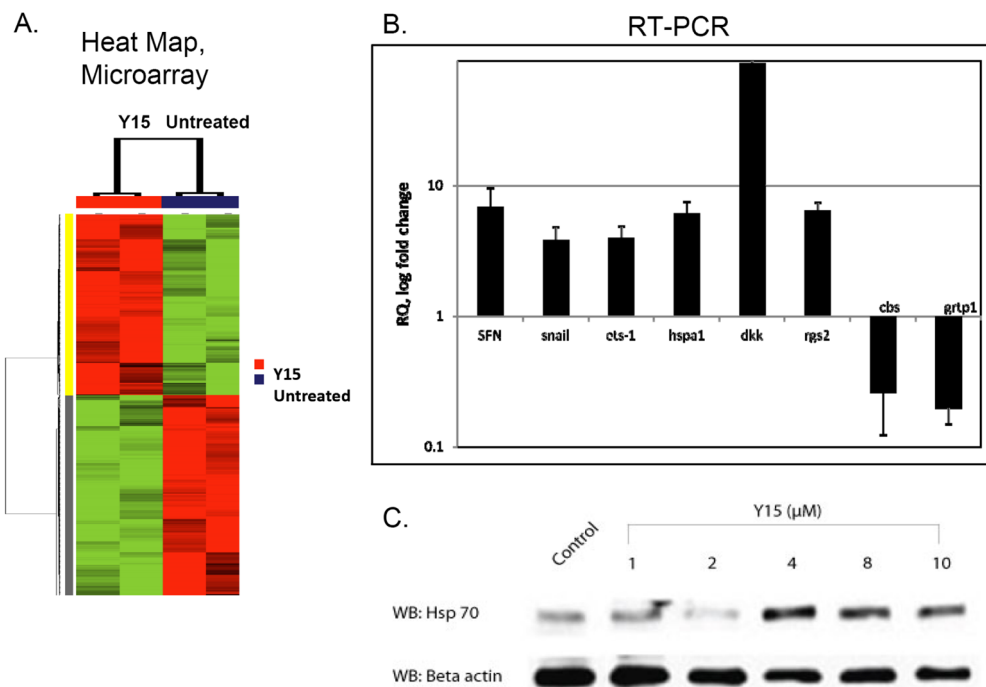 A.
Heat Map,
Microarray
Y15 Untreated
Y15
Untreated
B.
RT-PCR
RQ, log fold change
10
1
0.1
SFN snail ets-1 hspa1 dkk rgs2 cbs grtp1
C.
Y15 (μM)
Control 1 2 4 8 10
WB: Hsp 70
WB: Beta actin